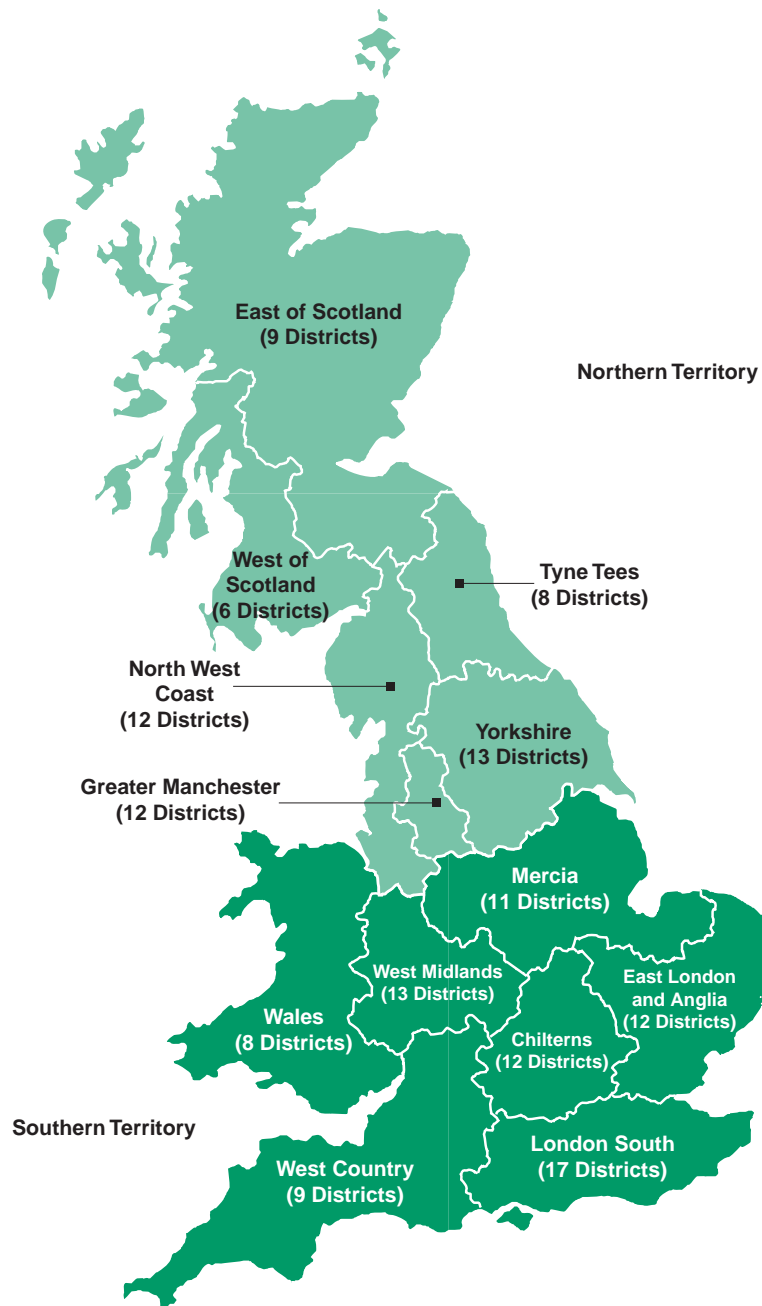 East of Scotland
(9 Districts)
Northern Territory
West of
Scotland
(6 Districts)
Tyne Tees
(8 Districts)
North West
Coast
(12 Districts)
Yorkshire
(13 Districts)
Greater Manchester
(12 Districts)
Mercia
(11 Districts)
West Midlands
(13 Districts)
East London
and Anglia
(12 Districts)
Wales
(8 Districts)
Chilterns
(12 Districts)
Southern Territory
London South
(17 Districts)
West Country
(9 Districts)